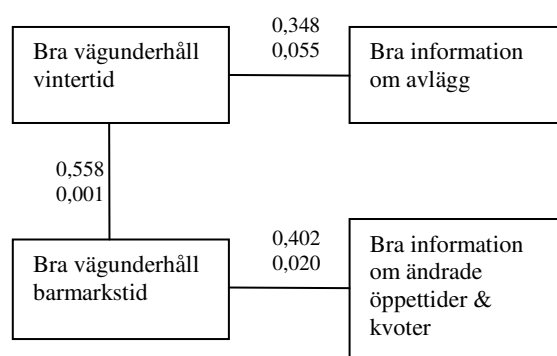 Bra vägunderhåll
vintertid
0,348
0,055
Bra information
om avlägg
0,558
0,001
Bra vägunderhåll
barmarkstid
0,402
0,020
Bra information
om ändrade
öppettider &
kvoter